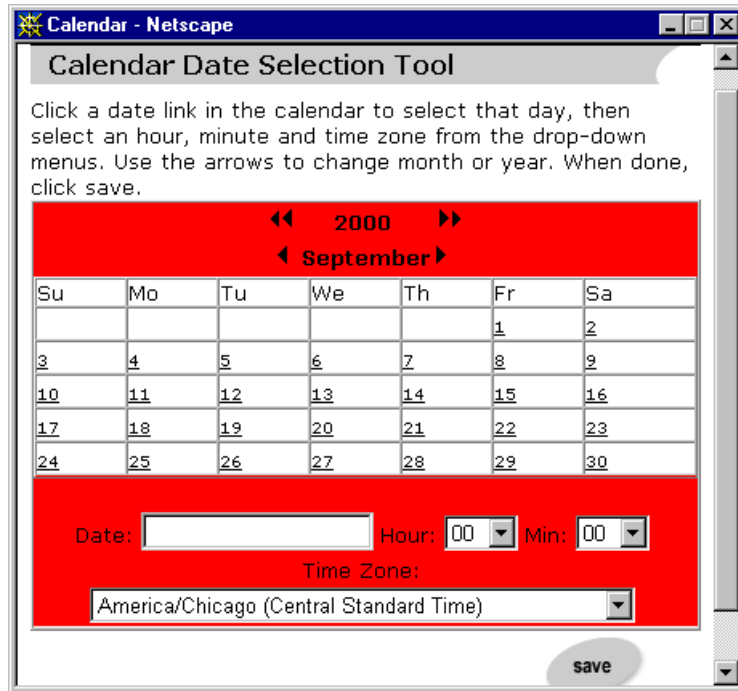 Calendar - Netscape
Calendar Date Selection Tool
Click a date link in the calendar to select that day, then
select an hour, minute and time zone from the drop-down
menus. Use the arrows to change month or year. When done,
click save.
2000
September
Su Mo Tu We Th Fr Sa
1 2
3 4 5 6 7 8 9
10 11 12 13 14 15 16
17 18 19 20 21 22 23
24 25 26 27 28 29 30
Date: Hour: 00 Min: 00
Time Zone:
America/Chicago (Central Standard Time)
save